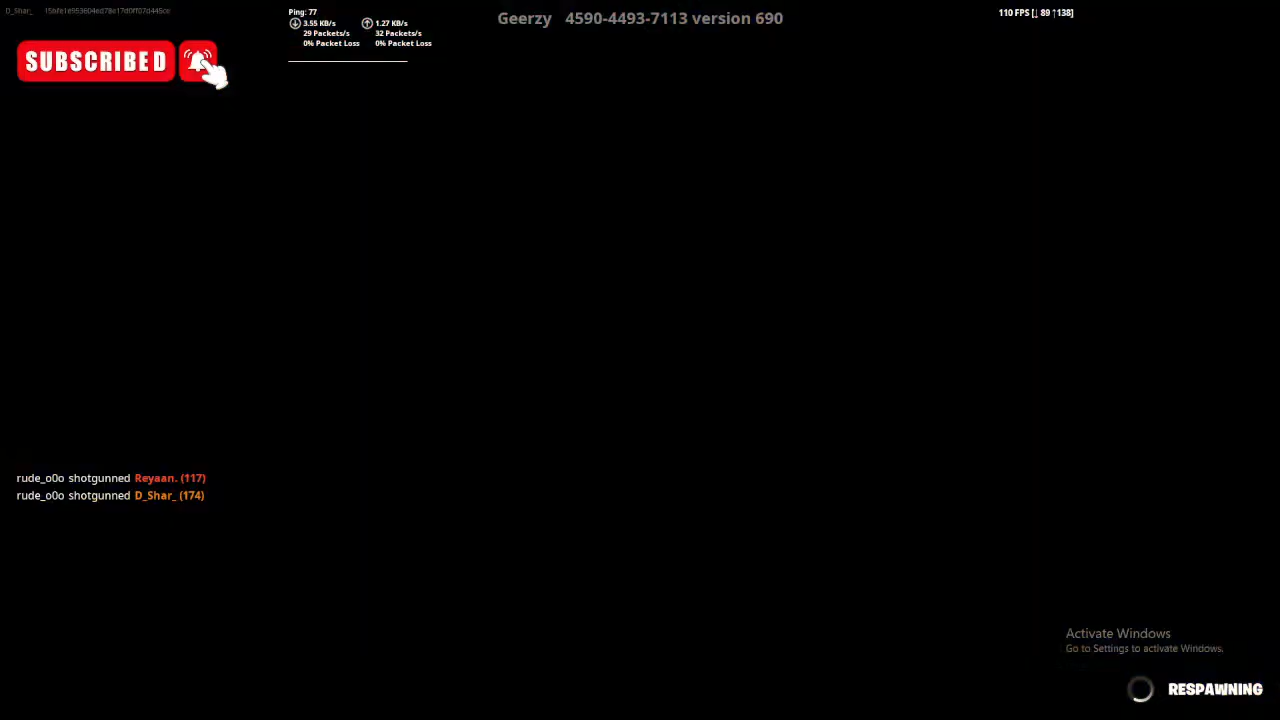 D_Shar_
Ping: 77
3.55 KB/s 1.27 KB/s
29 Packets/s 32 Packets/s
0% Packet Loss 0% Packet Loss
Geerzy 4590-4493-7113 version 690
110 FPS [↓ 89 ↑138]
SUBSCRIBED
rude_o0o shotgunned Reyaan. (117)
rude_o0o shotgunned D_Shar_ (174)
Activate Windows
Go to Settings to activate Windows.
RESPAWNING